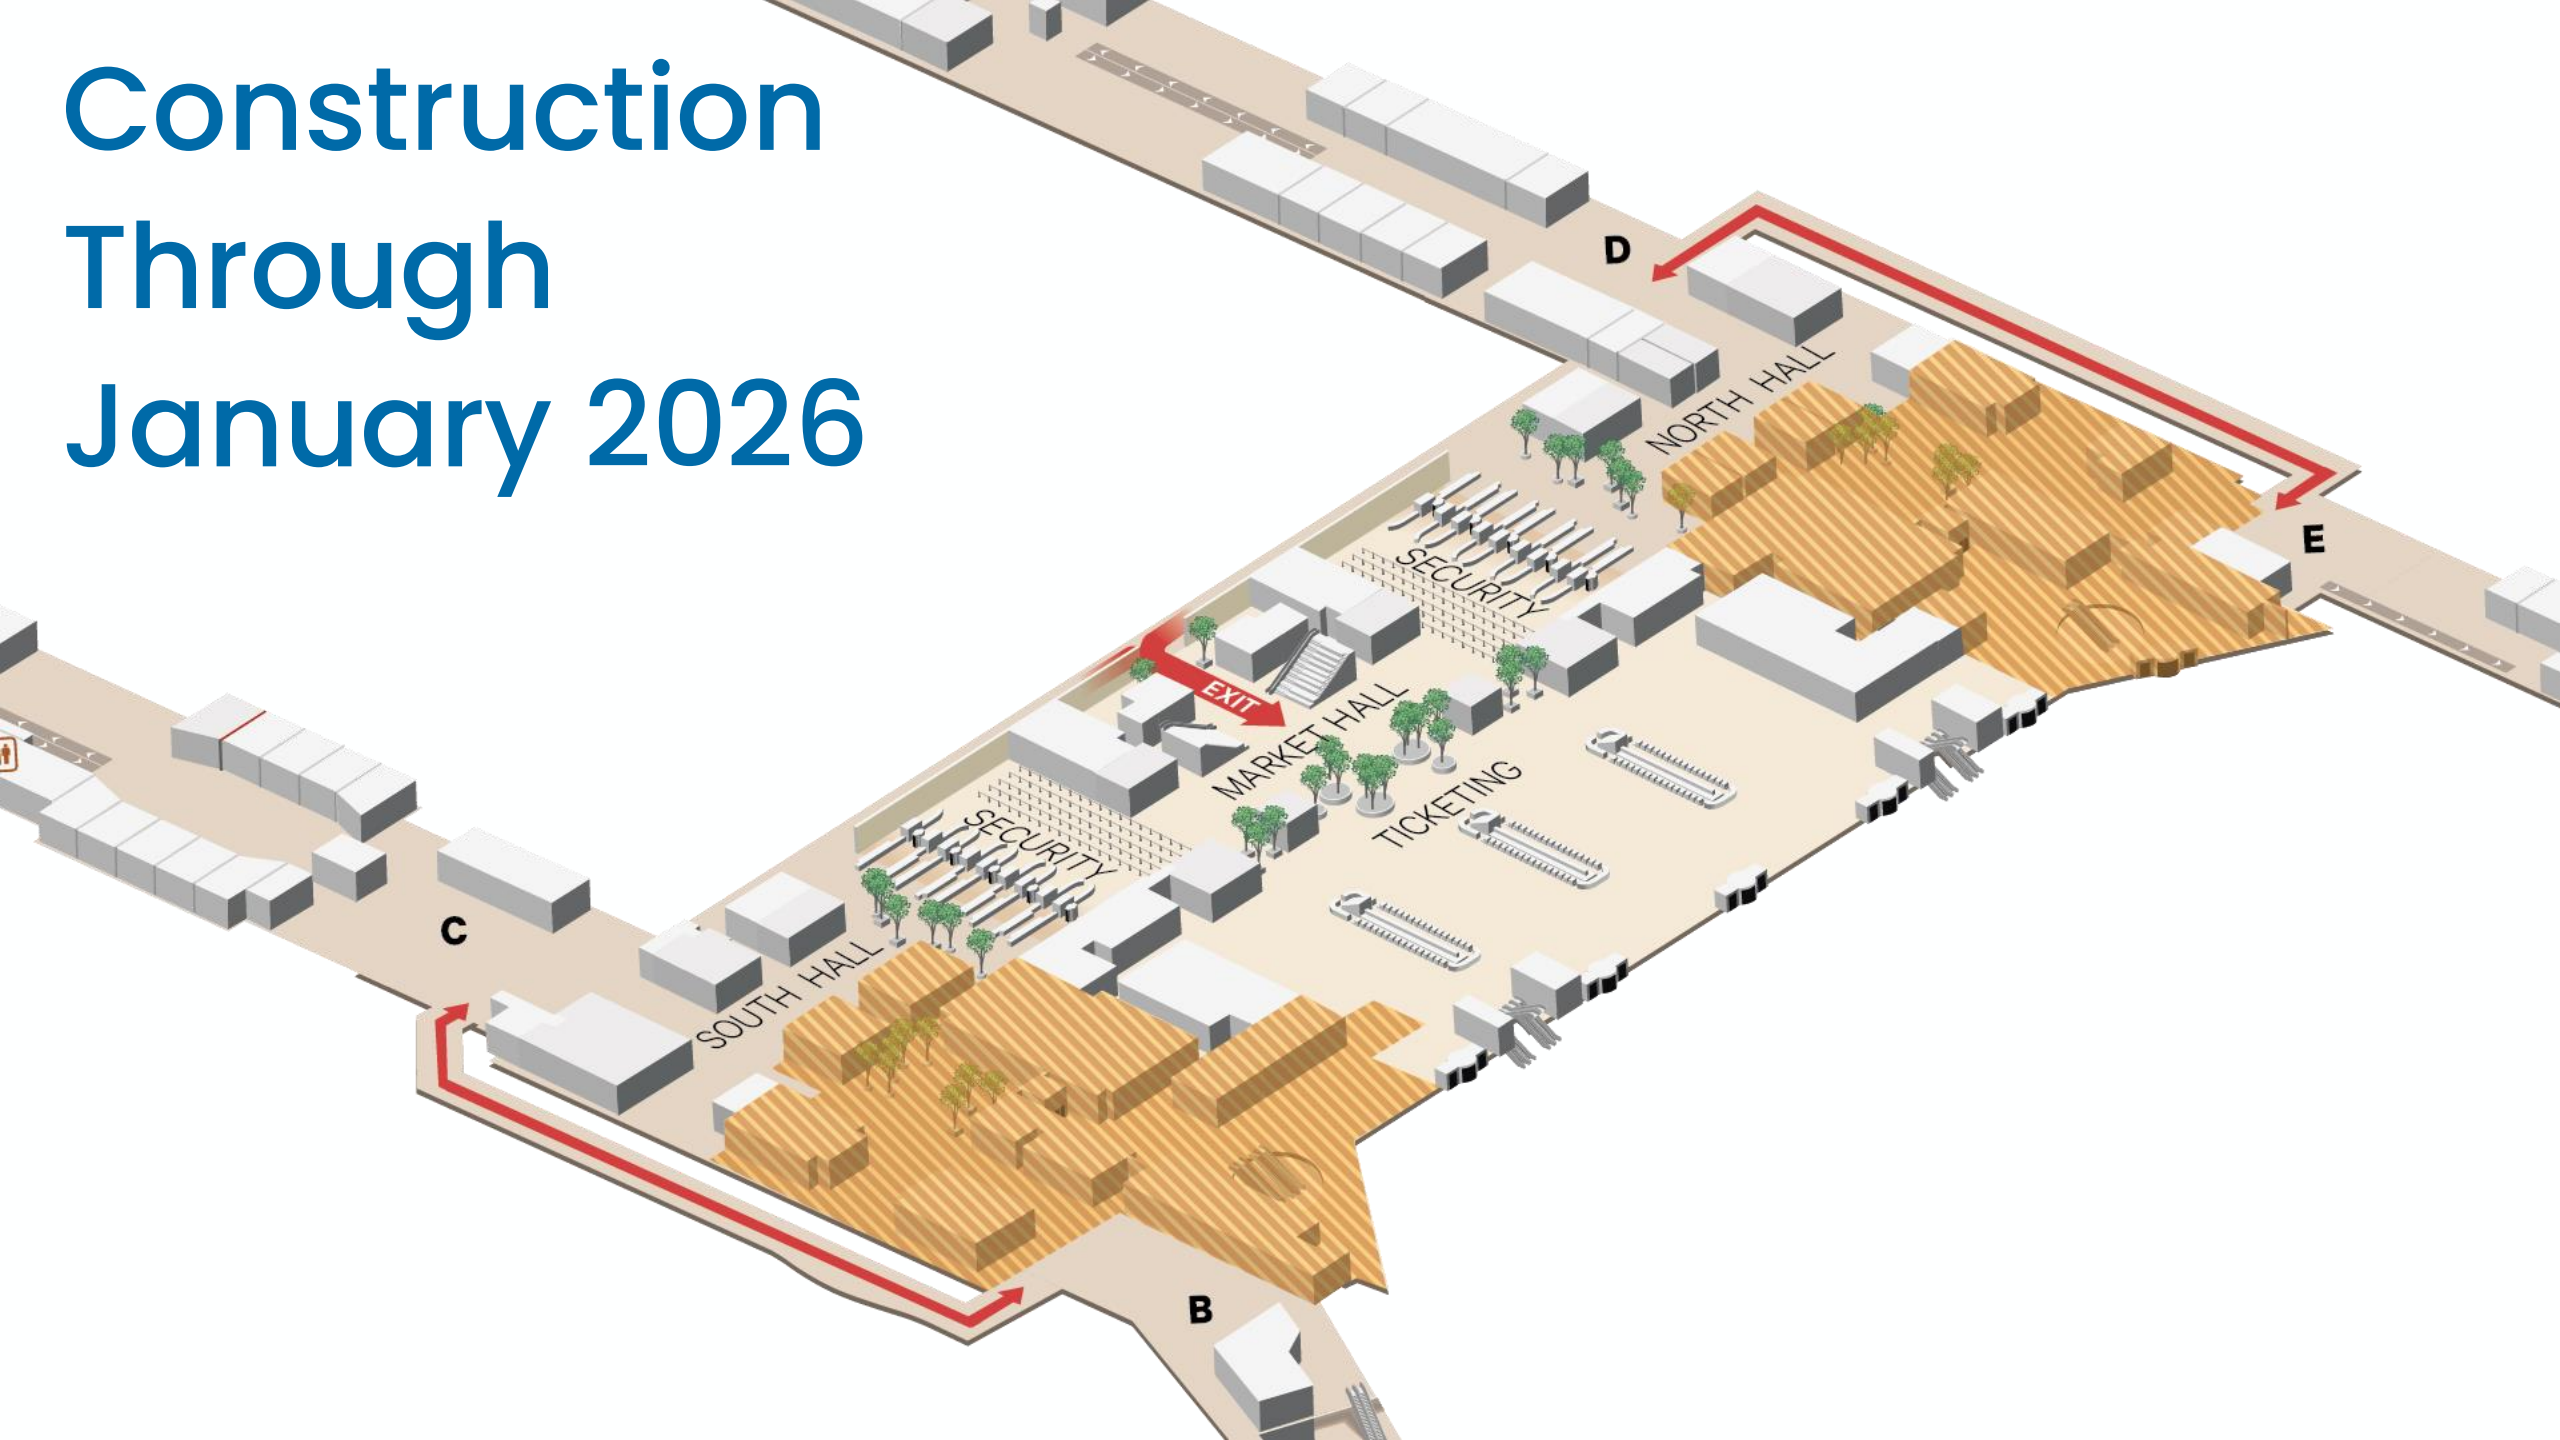 Construction
Through
January 2026
D
NORTH HALL
E
SECURITY
EXIT
MARKET HALL
TICKETING
SECURITY
C
SOUTH HALL
B